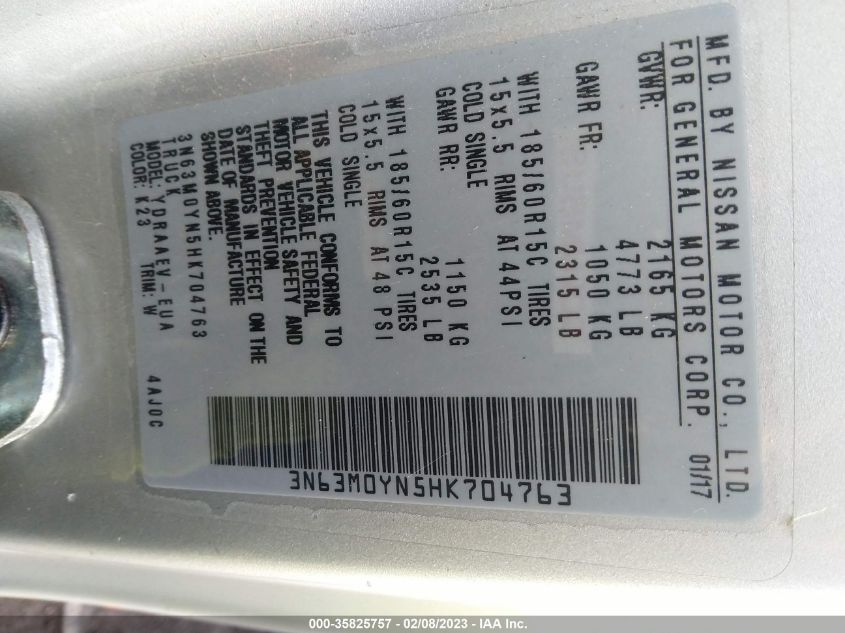 MFD. BY NISSAN MOTOR CO., LTD.
FOR GENERAL MOTORS CORP. 01/17
GVWR: 2165 KG
4773 LB
GAWR FR: 1050 KG
2315 LB
WITH 185/60R15C TIRES
15x5.5 RIMS AT 44PSI
COLD SINGLE
GAWR RR: 1150 KG
2535 LB
WITH 185/60R15C TIRES
15x5.5 RIMS AT 48 PSI
COLD SINGLE
THIS VEHICLE CONFORMS TO
ALL APPLICABLE FEDERAL
MOTOR VEHICLE SAFETY AND
THEFT PREVENTION
STANDARDS IN EFFECT ON THE
DATE OF MANUFACTURE
SHOWN ABOVE.
3N63M0YN5HK704763
TRUCK
MODEL: YDRAAEV-EUA
COLOR: K23 TRIM: W 4AJ0C
3N63M0YN5HK704763
000-35825757 - 02/08/2023 - IAA Inc.